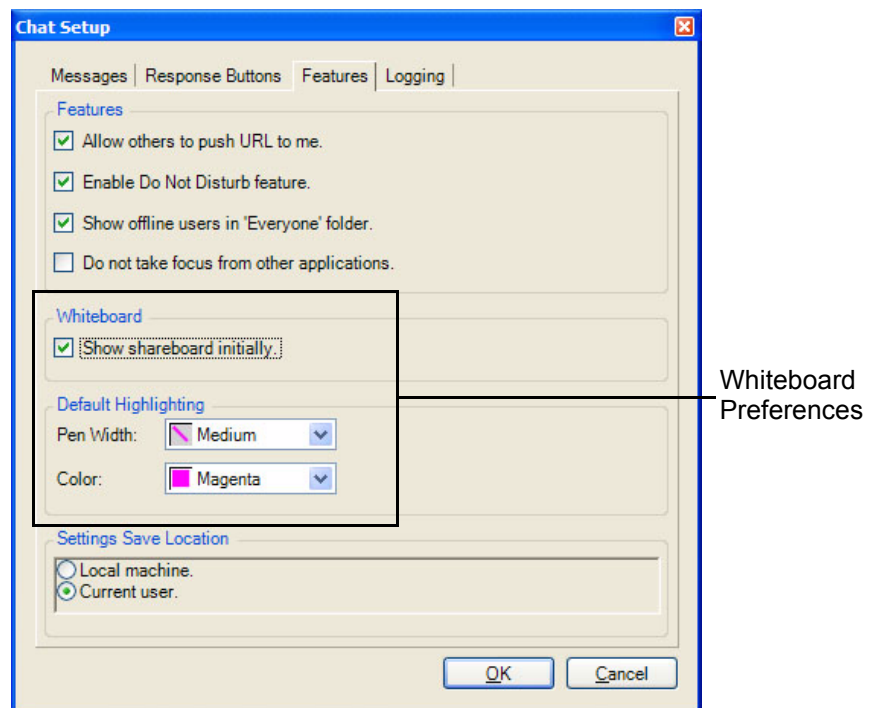 Chat Setup
Messages Response Buttons Features Logging
Features
Allow others to push URL to me.
Enable Do Not Disturb feature.
Show offline users in 'Everyone' folder.
Do not take focus from other applications.
Whiteboard
Show shareboard initially.
Default Highlighting
Pen Width: Medium
Color: Magenta
Whiteboard
Preferences
Settings Save Location
Local machine.
Current user.
OK Cancel